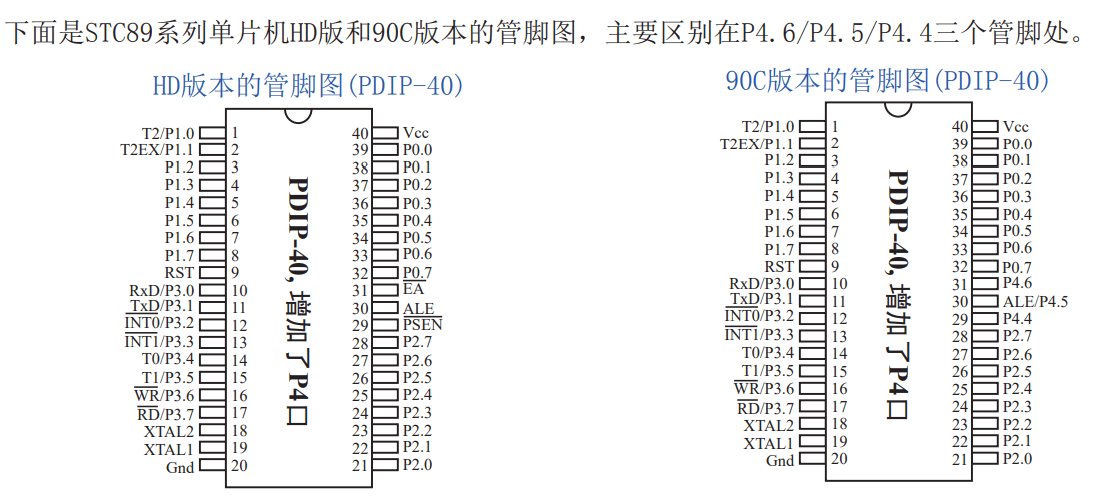 下面是STC89系列单片机HD版和90C版本的管脚图，主要区别在P4.6/P4.5/P4.4三个管脚处。
HD版本的管脚图(PDIP-40)
T2/P1.0 1 40 Vcc
T2EX/P1.1 2 39 P0.0
P1.2 3 38 P0.1
P1.3 4 37 P0.2
P1.4 5 36 P0.3
P1.5 6 35 P0.4
P1.6 7 34 P0.5
P1.7 8 33 P0.6
RST 9 32 P0.7
RxD/P3.0 10 31 EA
TxD/P3.1 11 30 ALE
INT0/P3.2 12 29 PSEN
INT1/P3.3 13 28 P2.7
T0/P3.4 14 27 P2.6
T1/P3.5 15 26 P2.5
WR/P3.6 16 25 P2.4
RD/P3.7 17 24 P2.3
XTAL2 18 23 P2.2
XTAL1 19 22 P2.1
Gnd 20 21 P2.0
PDIP-40, 增加了P4口
90C版本的管脚图(PDIP-40)
T2/P1.0 1 40 Vcc
T2EX/P1.1 2 39 P0.0
P1.2 3 38 P0.1
P1.3 4 37 P0.2
P1.4 5 36 P0.3
P1.5 6 35 P0.4
P1.6 7 34 P0.5
P1.7 8 33 P0.6
RST 9 32 P0.7
RxD/P3.0 10 31 P4.6
TxD/P3.1 11 30 ALE/P4.5
INT0/P3.2 12 29 P4.4
INT1/P3.3 13 28 P2.7
T0/P3.4 14 27 P2.6
T1/P3.5 15 26 P2.5
WR/P3.6 16 25 P2.4
RD/P3.7 17 24 P2.3
XTAL2 18 23 P2.2
XTAL1 19 22 P2.1
Gnd 20 21 P2.0
PDIP-40, 增加了P4口